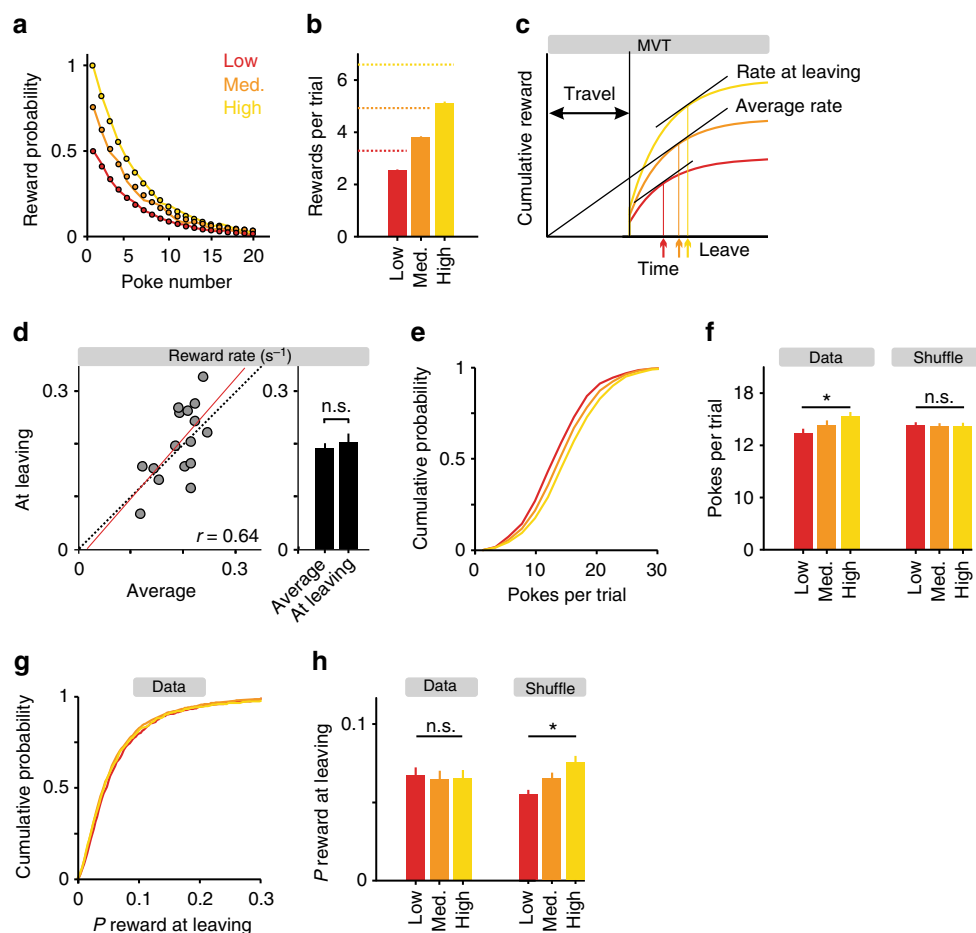 a
Reward probability
1
0.5
0
Low
Med.
High
0 5 10 15 20
Poke number
b
Rewards per trial
6
4
2
0
Low
Med.
High
c
MVT
Cumulative reward
Travel
Rate at leaving
Average rate
Leave
Time
d
Reward rate (s⁻¹)
At leaving
0.3
0
r = 0.64
0 0.3
Average
0.3
0
n.s.
Average
At leaving
e
Cumulative probability
1
0.5
0
0 10 20 30
Pokes per trial
f
Data
Shuffle
Pokes per trial
18
12
10
0
*
n.s.
Low
Med.
High
Low
Med.
High
g
Data
Cumulative probability
1
0.5
0
0 0.1 0.2 0.3
P reward at leaving
h
Data
Shuffle
P reward at leaving
0.1
0
n.s.
*
Low
Med.
High
Low
Med.
High